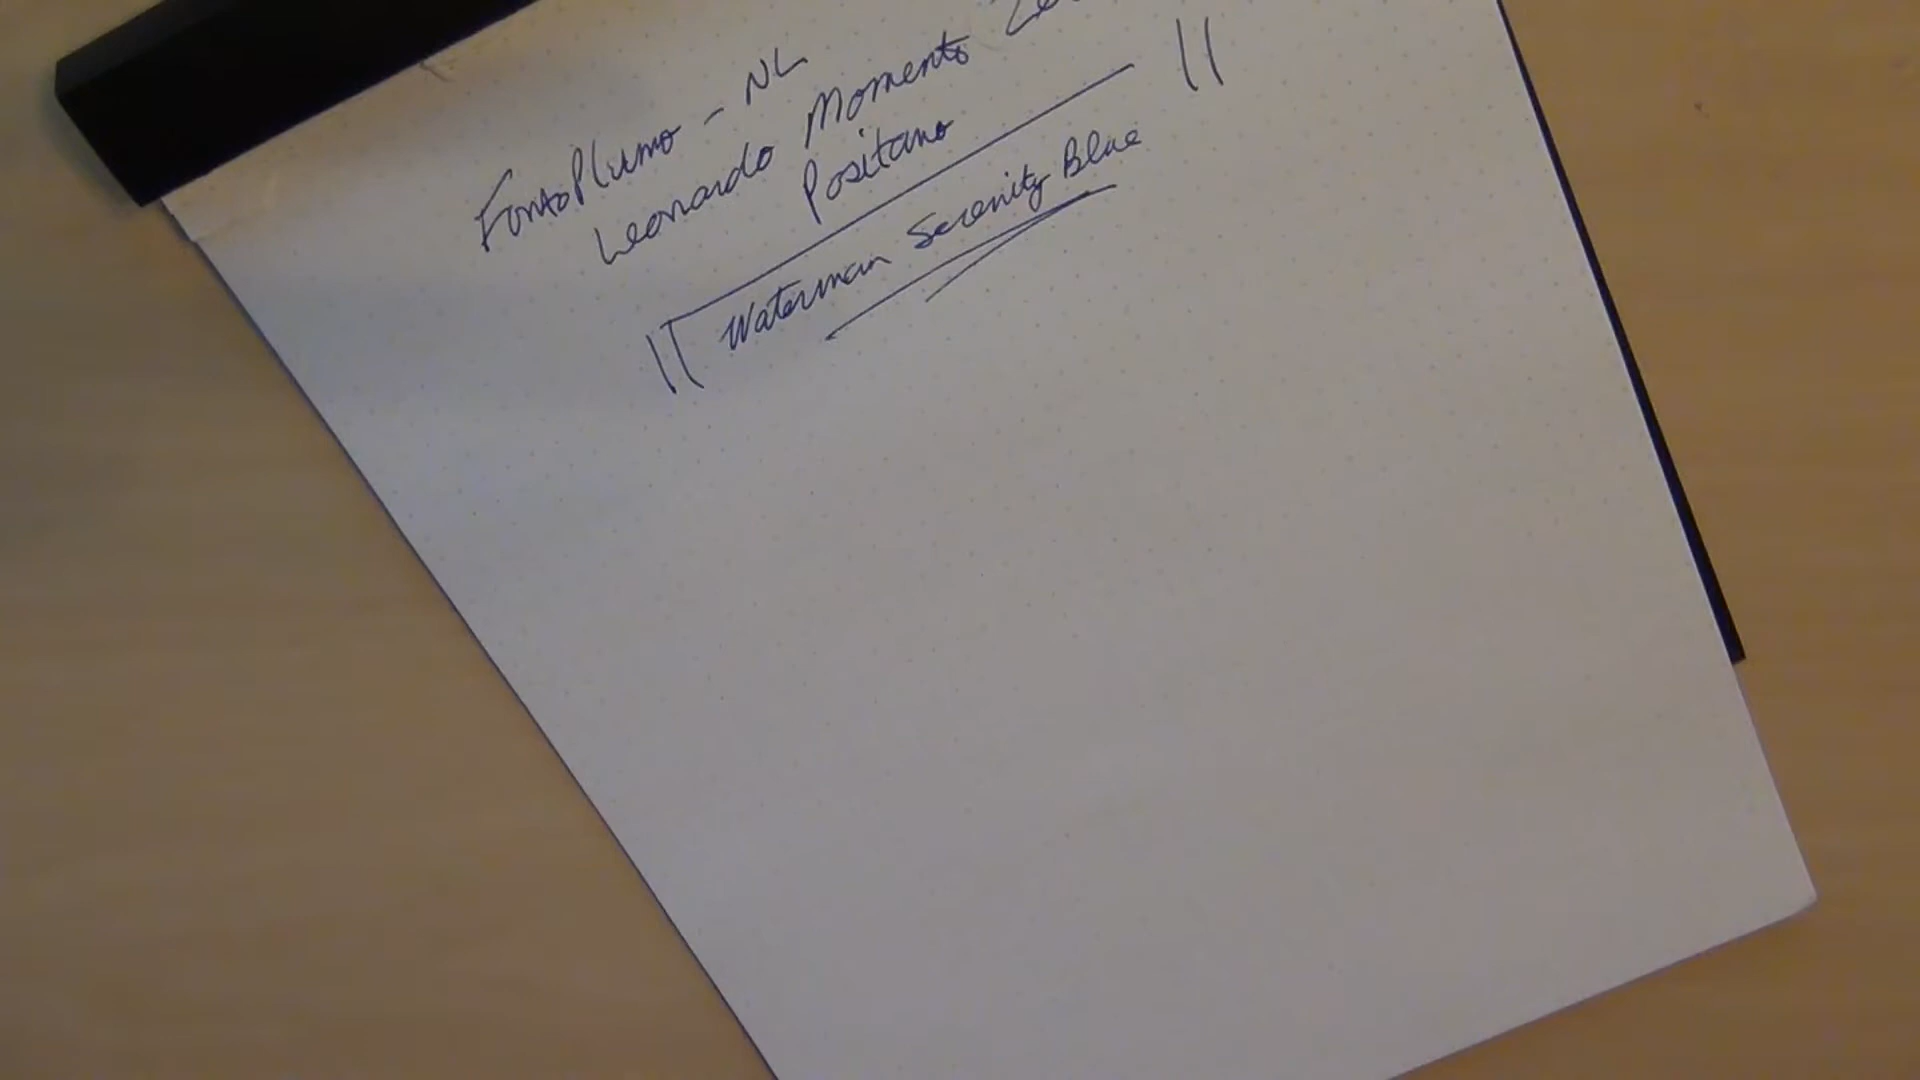 FontoPlumo - NL
Leonardo Momento
Positano
Waterman Serenity Blue